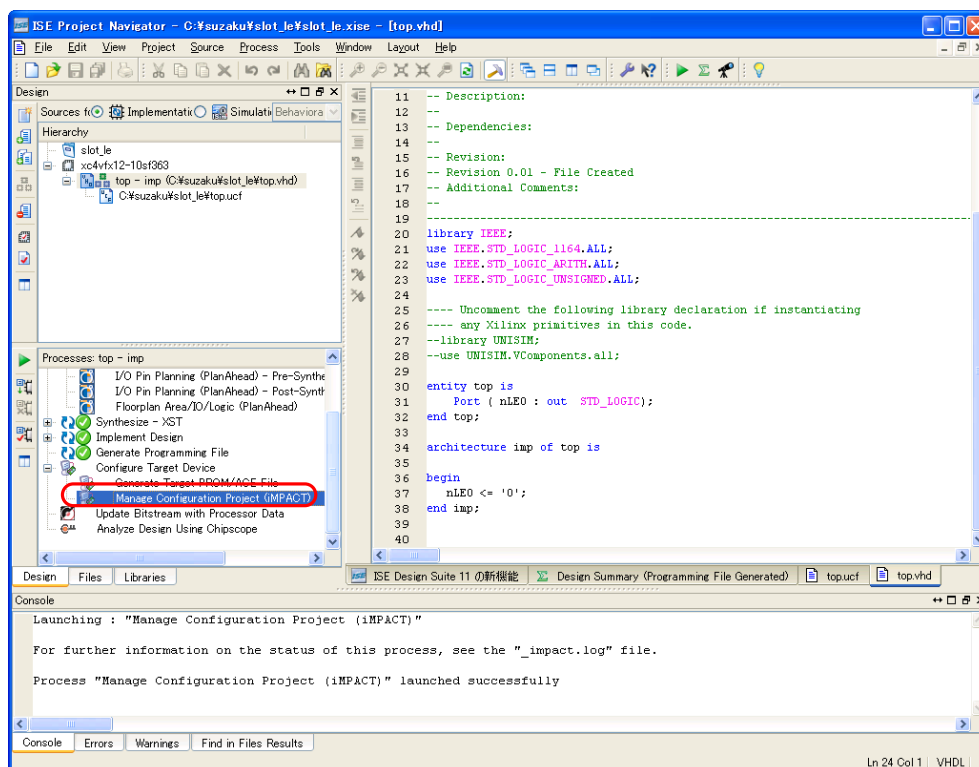 ISE Project Navigator - C:¥suzaku¥slot_le¥slot_le.xise - [top.vhd]
File Edit View Project Source Process Tools Window Layout Help
Design
Sources f Implementatic Simulati Behaviora
Hierarchy
slot_le
xc4vfx12-10sf363
top - imp (C:¥suzaku¥slot_le¥top.vhd)
C:¥suzaku¥slot_le¥top.ucf
Processes: top - imp
I/O Pin Planning (PlanAhead) - Pre-Synthe
I/O Pin Planning (PlanAhead) - Post-Synth
Floorplan Area/IO/Logic (PlanAhead)
Synthesize - XST
Implement Design
Generate Programming File
Configure Target Device
Generate Target PROM/ACE File
Manage Configuration Project (iMPACT)
Update Bitstream with Processor Data
Analyze Design Using Chipscope
Design Files Libraries
11 -- Description:
12 --
13 -- Dependencies:
14 --
15 -- Revision:
16 -- Revision 0.01 - File Created
17 -- Additional Comments:
18 --
19 ----------------------------------------------------------------------------------
20 library IEEE;
21 use IEEE.STD_LOGIC_1164.ALL;
22 use IEEE.STD_LOGIC_ARITH.ALL;
23 use IEEE.STD_LOGIC_UNSIGNED.ALL;
24
25 ---- Uncomment the following library declaration if instantiating
26 ---- any Xilinx primitives in this code.
27 --library UNISIM;
28 --use UNISIM.VComponents.all;
29
30 entity top is
31 Port ( nLE0 : out STD_LOGIC);
32 end top;
33
34 architecture imp of top is
35
36 begin
37 nLE0 <= '0';
38 end imp;
39
40
ISE Design Suite 11 の新機能 Design Summary (Programming File Generated) top.ucf top.vhd
Console
Launching : "Manage Configuration Project (iMPACT)"
For further information on the status of this process, see the "_impact.log" file.
Process "Manage Configuration Project (iMPACT)" launched successfully
Console Errors Warnings Find in Files Results
Ln 24 Col 1 VHDL